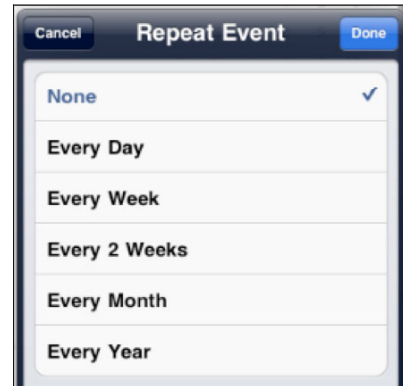 Cancel Repeat Event Done
None
Every Day
Every Week
Every 2 Weeks
Every Month
Every Year